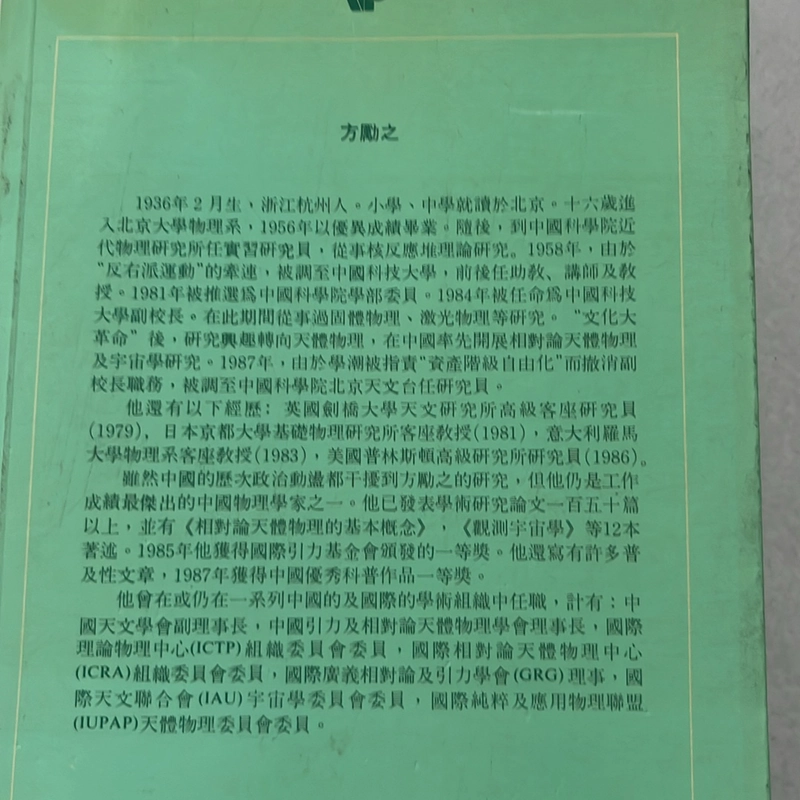 方勵之
1936年2月生，浙江杭州人。小學、中學就讀於北京。十六歲進
入北京大學物理系，1956年以優異成績畢業。隨後，到中國科學院近
代物理研究所任實習研究員，從事核反應堆理論研究。1958年，由於
“反右派運動”的牽連，被調至中國科技大學，前後任助教、講師及教
授。1981年被推選爲中國科學院學部委員。1984年被任命爲中國科技
大學副校長。在此期間從事過固體物理、激光物理等研究。“文化大
革命”後，研究興趣轉向天體物理，在中國率先開展相對論天體物理
及宇宙學研究。1987年，由於學潮被指責“資產階級自由化”而撤消副
校長職務，被調至中國科學院北京天文台任研究員。
他還有以下經歷：英國劍橋大學天文研究所高級客座研究員
(1979)，日本京都大學基礎物理研究所客座教授(1981)，意大利羅馬
大學物理系客座教授(1983)，美國普林斯頓高級研究所研究員(1986)。
雖然中國的歷次政治動盪都干擾到方勵之的研究，但他仍是工作
成績最傑出的中國物理學家之一。他已發表學術研究論文一百五十篇
以上，並有《相對論天體物理的基本概念》，《觀測宇宙學》等12本
著述。1985年他獲得國際引力基金會頒發的一等獎。他還寫有許多普
及性文章，1987年獲得中國優秀科普作品一等獎。
他曾在或仍在一系列中國的及國際的學術組織中任職，計有：中
國天文學會副理事長，中國引力及相對論天體物理學會理事長，國際
理論物理中心(ICTP)組織委員會委員，國際相對論天體物理中心
(ICRA)組織委員會委員，國際廣義相對論及引力學會(GRG)理事，國
際天文聯合會(IAU)宇宙學委員會委員，國際純粹及應用物理聯盟
(IUPAP)天體物理委員會委員。